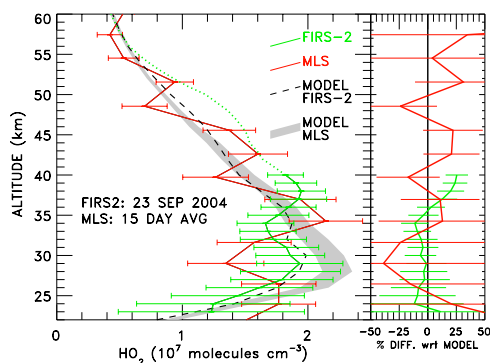 60
55
50
45
40
35
30
25
ALTITUDE (km)
FIRS-2
MLS
MODEL
FIRS-2
MODEL
MLS
FIRS2: 23 SEP 2004
MLS: 15 DAY AVG
0
1
2
HO₂ (10⁷ molecules cm⁻³)
-50
-25
0
25
50
% DIFF. wrt MODEL